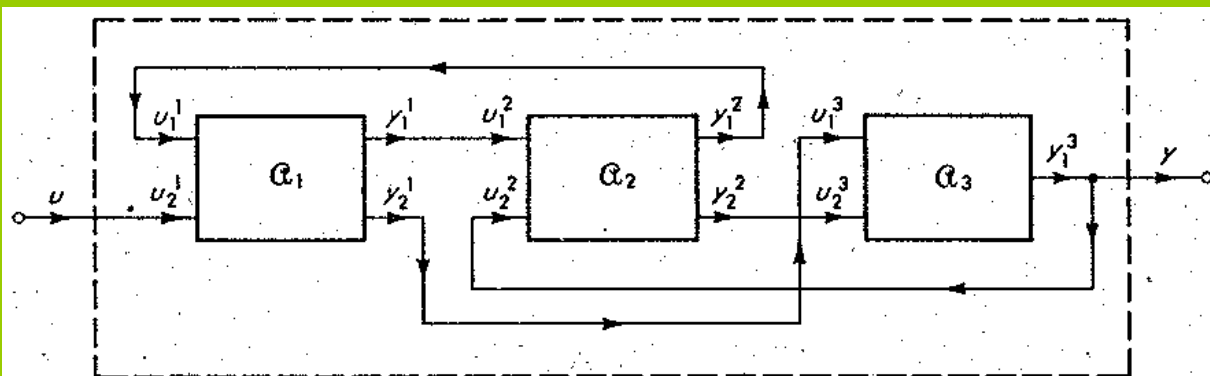 υ₁¹ y₁¹ υ₁² y₁² υ₁³
𝒶₁ 𝒶₂ 𝒶₃ y₁³ y
υ υ₂¹ y₂¹ υ₂² y₂² υ₂³